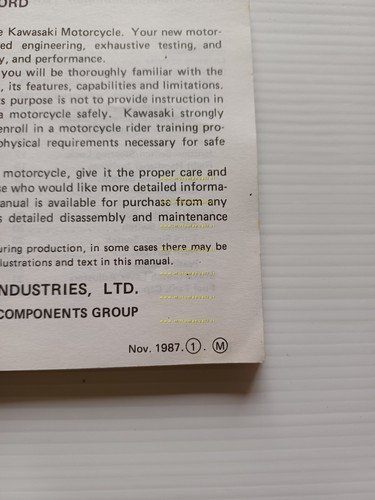 ORD
e Kawasaki Motorcycle. Your new motor-
ed engineering, exhaustive testing, and
y, and performance.
you will be thoroughly familiar with the
, its features, capabilities and limitations.
ts purpose is not to provide instruction in
a motorcycle safely. Kawasaki strongly
enroll in a motorcycle rider training pro-
physical requirements necessary for safe
motorcycle, give it the proper care and
se who would like more detailed informa-
anual is available for purchase from any
s detailed disassembly and maintenance
uring production, in some cases there may be
llustrations and text in this manual.
NDUSTRIES, LTD.
COMPONENTS GROUP
Nov. 1987. ①. Ⓜ